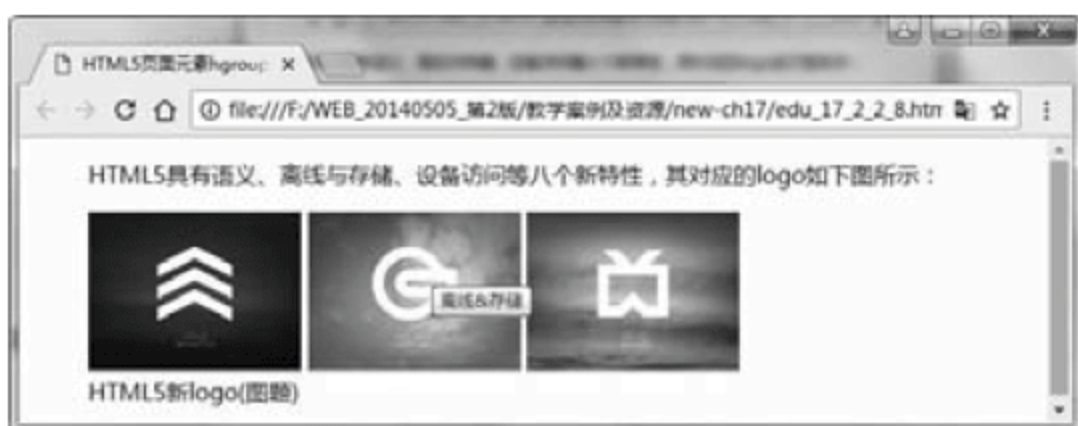 HTML5页面元素hgroup
file:///F:/WEB_20140505_第2版/教学案例及资源/new-ch17/edu_17_2_2_8.htm
HTML5具有语义、离线与存储、设备访问等八个新特性，其对应的logo如下图所示：
离线&存储
HTML5新logo(图题)